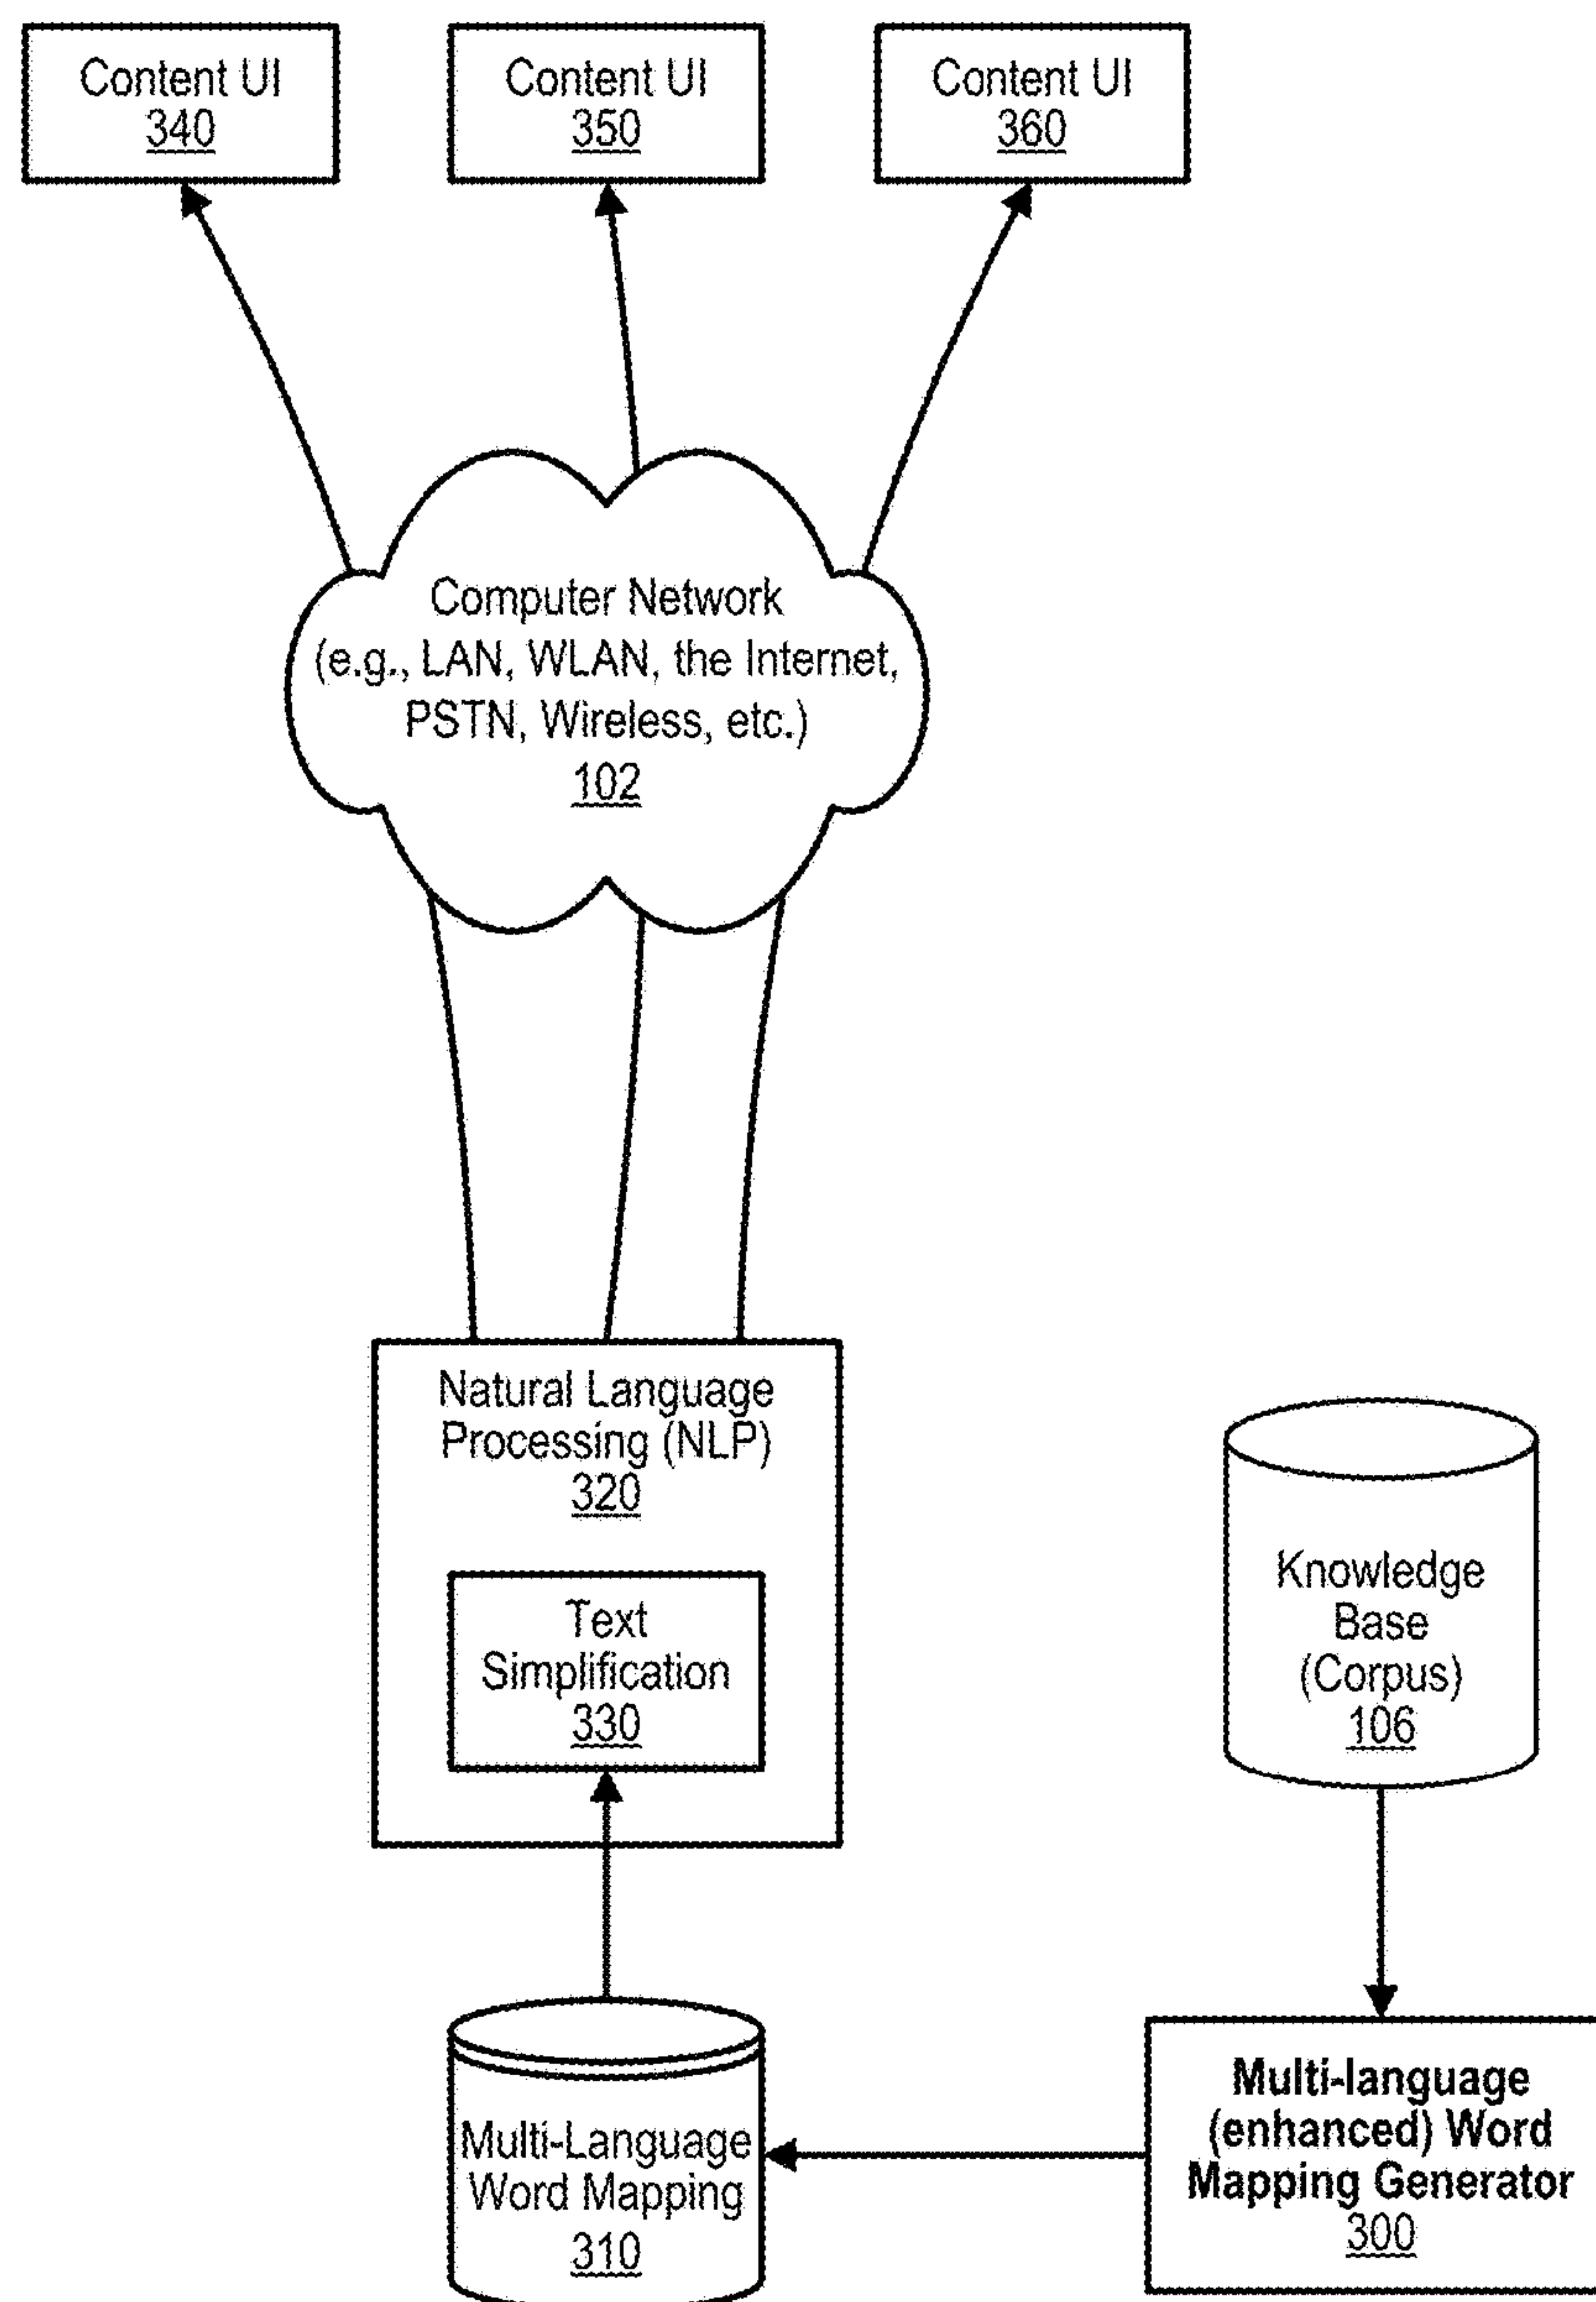 Content UI
340
Content UI
350
Content UI
360
Computer Network
(e.g., LAN, WLAN, the Internet,
PSTN, Wireless, etc.)
102
Natural Language
Processing (NLP)
320
Text
Simplification
330
Knowledge
Base
(Corpus)
106
Multi-Language
Word Mapping
310
Multi-language
(enhanced) Word
Mapping Generator
300